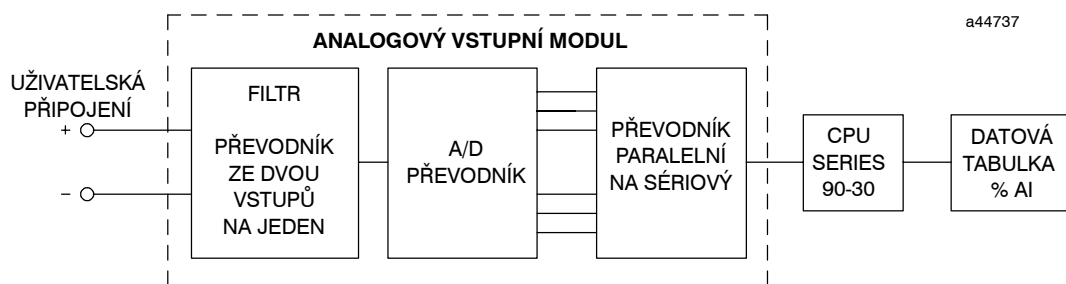 a44737
ANALOGOVÝ VSTUPNÍ MODUL
UŽIVATELSKÁ
PŘIPOJENÍ
+
−
FILTR
PŘEVODNÍK
ZE DVOU
VSTUPŮ
NA JEDEN
A/D
PŘEVODNÍK
PŘEVODNÍK
PARALELNÍ
NA SÉRIOVÝ
CPU
SERIES
90-30
DATOVÁ
TABULKA
% AI